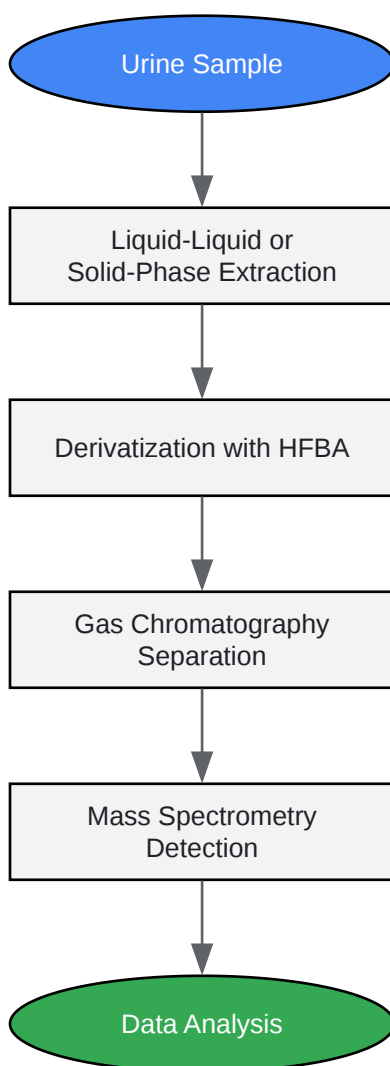 Urine Sample
Liquid-Liquid or
Solid-Phase Extraction
Derivatization with HFBA
Gas Chromatography
Separation
Mass Spectrometry
Detection
Data Analysis